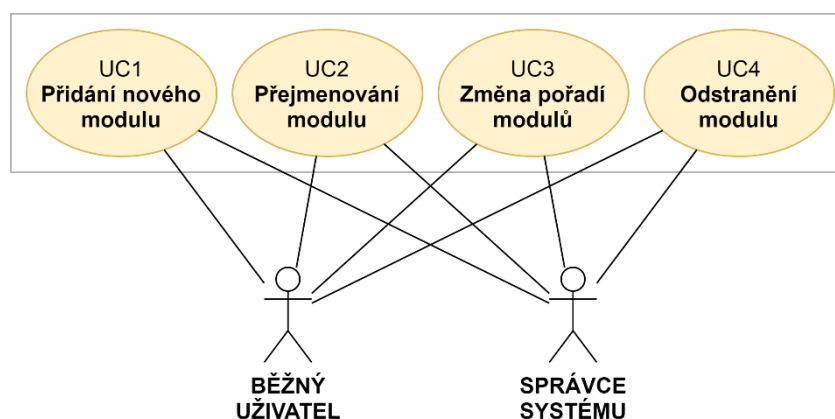 UC1
Přidání nového
modulu
UC2
Přejmenování
modulu
UC3
Změna pořadí
modulů
UC4
Odstranění
modulu
BĚŽNÝ
UŽIVATEL
SPRÁVCE
SYSTÉMU